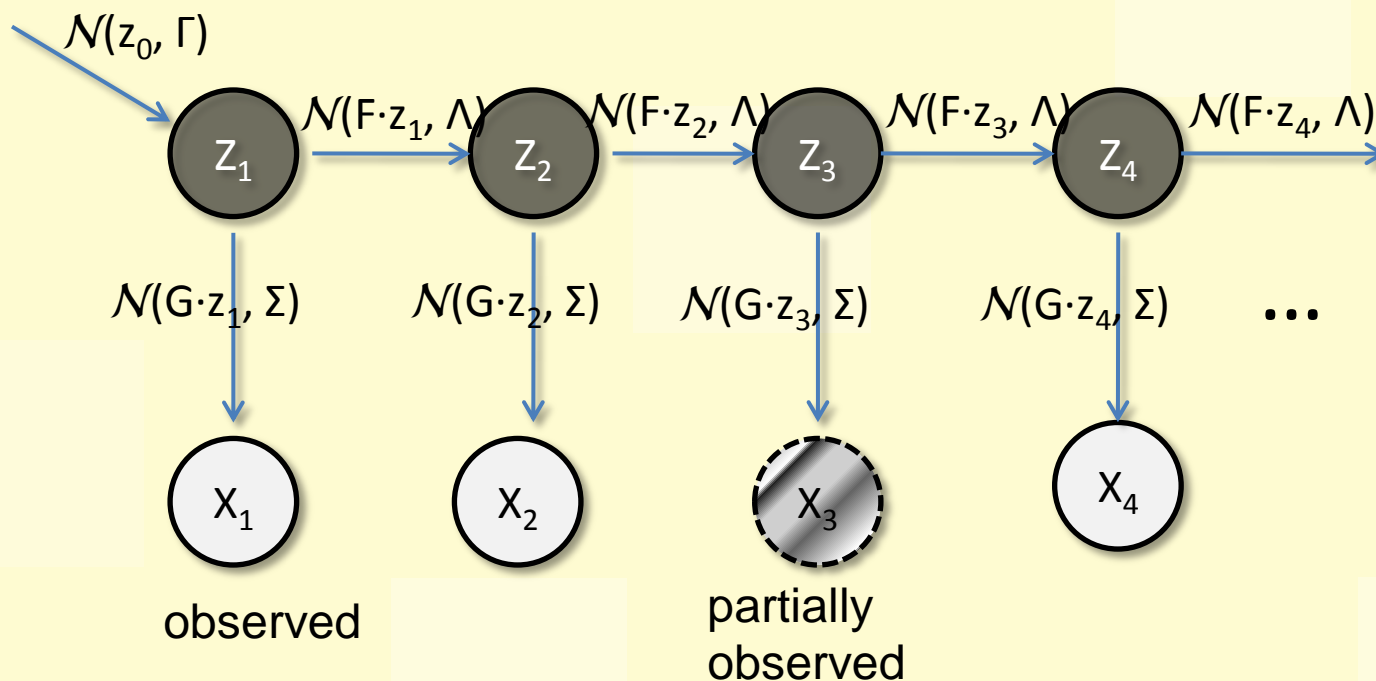 𝒩(z₀, Γ)
𝒩(F·z₁, Λ) 𝒩(F·z₂, Λ) 𝒩(F·z₃, Λ) 𝒩(F·z₄, Λ)
Z₁ Z₂ Z₃ Z₄
𝒩(G·z₁, Σ) 𝒩(G·z₂, Σ) 𝒩(G·z₃, Σ) 𝒩(G·z₄, Σ) ...
X₁ X₂ X₃ X₄
observed
partially
observed